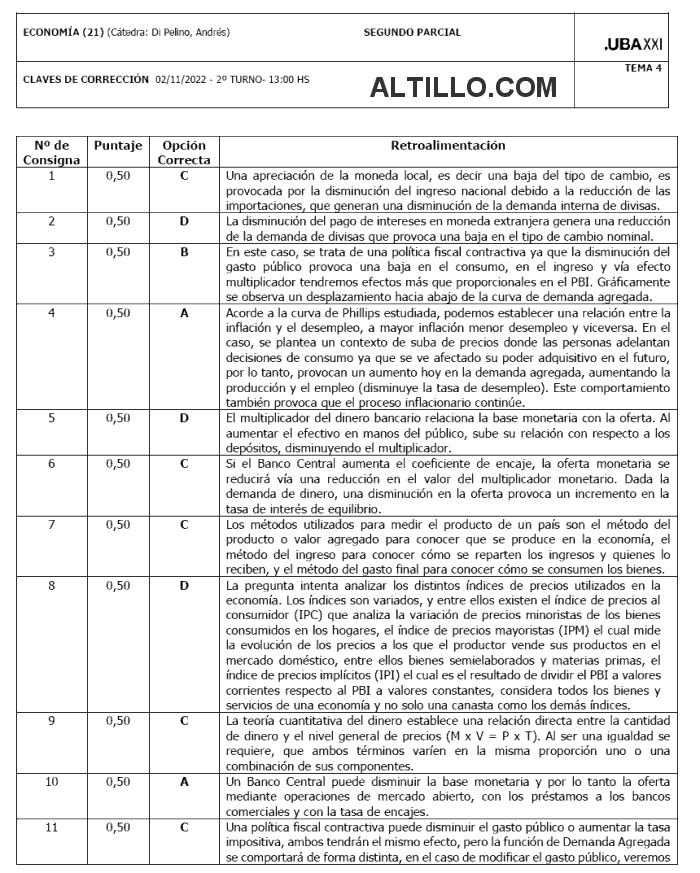 ECONOMÍA (21) (Cátedra: Di Pelino, Andrés) SEGUNDO PARCIAL
.UBAXXI
TEMA 4
CLAVES DE CORRECCIÓN 02/11/2022 - 2º TURNO- 13:00 HS
ALTILLO.COM
Nº de Consigna Puntaje Opción Correcta Retroalimentación
1 0,50 C Una apreciación de la moneda local, es decir una baja del tipo de cambio, es
provocada por la disminución del ingreso nacional debido a la reducción de las
importaciones, que generan una disminución de la demanda interna de divisas.
2 0,50 D La disminución del pago de intereses en moneda extranjera genera una reducción
de la demanda de divisas que provoca una baja en el tipo de cambio nominal.
3 0,50 B En este caso, se trata de una política fiscal contractiva ya que la disminución del
gasto público provoca una baja en el consumo, en el ingreso y vía efecto
multiplicador tendremos efectos más que proporcionales en el PBI. Gráficamente
se observa un desplazamiento hacia abajo de la curva de demanda agregada.
4 0,50 A Acorde a la curva de Phillips estudiada, podemos establecer una relación entre la
inflación y el desempleo, a mayor inflación menor desempleo y viceversa. En el
caso, se plantea un contexto de suba de precios donde las personas adelantan
decisiones de consumo ya que se ve afectado su poder adquisitivo en el futuro,
por lo tanto, provocan un aumento hoy en la demanda agregada, aumentando la
producción y el empleo (disminuye la tasa de desempleo). Este comportamiento
también provoca que el proceso inflacionario continúe.
5 0,50 D El multiplicador del dinero bancario relaciona la base monetaria con la oferta. Al
aumentar el efectivo en manos del público, sube su relación con respecto a los
depósitos, disminuyendo el multiplicador.
6 0,50 C Si el Banco Central aumenta el coeficiente de encaje, la oferta monetaria se
reducirá vía una reducción en el valor del multiplicador monetario. Dada la
demanda de dinero, una disnución en la oferta provoca un incremento en la
tasa de interés de equilibrio.
7 0,50 C Los métodos utilizados para medir el producto de un país son el método del
producto o valor agregado para conocer que se produce en la economía, el
método del ingreso para conocer cómo se reparten los ingresos y quienes lo
reciben, y el método del gasto final para conocer cómo se consumen los bienes.
8 0,50 D La pregunta intenta analizar los distintos índices de precios utilizados en la
economía. Los índices son variados, y entre ellos existen el índice de precios al
consumidor (IPC) que analiza la variación de precios minoristas de los bienes
consumidos en los hogares, el índice de precios mayoristas (IPM) el cual mide
la evolución de los precios a los que el productor vende sus productos en el
mercado doméstico, entre ellos bienes semielaborados y materias primas, el
índice de precios implícitos (IPI) el cual es el resultado de dividir el PBI a valores
corrientes respecto al PBI a valores constantes, considera todos los bienes y
servicios de una economía y no solo una canasta como los demás índices.
9 0,50 C La teoría cuantitativa del dinero establece una relación directa entre la cantidad
de dinero y el nivel general de precios (M x V = P x T). Al ser una igualdad se
requiere, que ambos términos varíen en la misma proporción uno o una
combinación de sus componentes.
10 0,50 A Un Banco Central puede disminuir la base monetaria y por lo tanto la oferta
mediante operaciones de mercado abierto, con los préstamos a los bancos
comerciales y con la tasa de encajes.
11 0,50 C Una política fiscal contractiva puede disminuir el gasto público o aumentar la tasa
impositiva, ambos tendrán el mismo efecto, pero la función de Demanda Agregada
se comportará de forma distinta, en el caso de modificar el gasto público, veremos